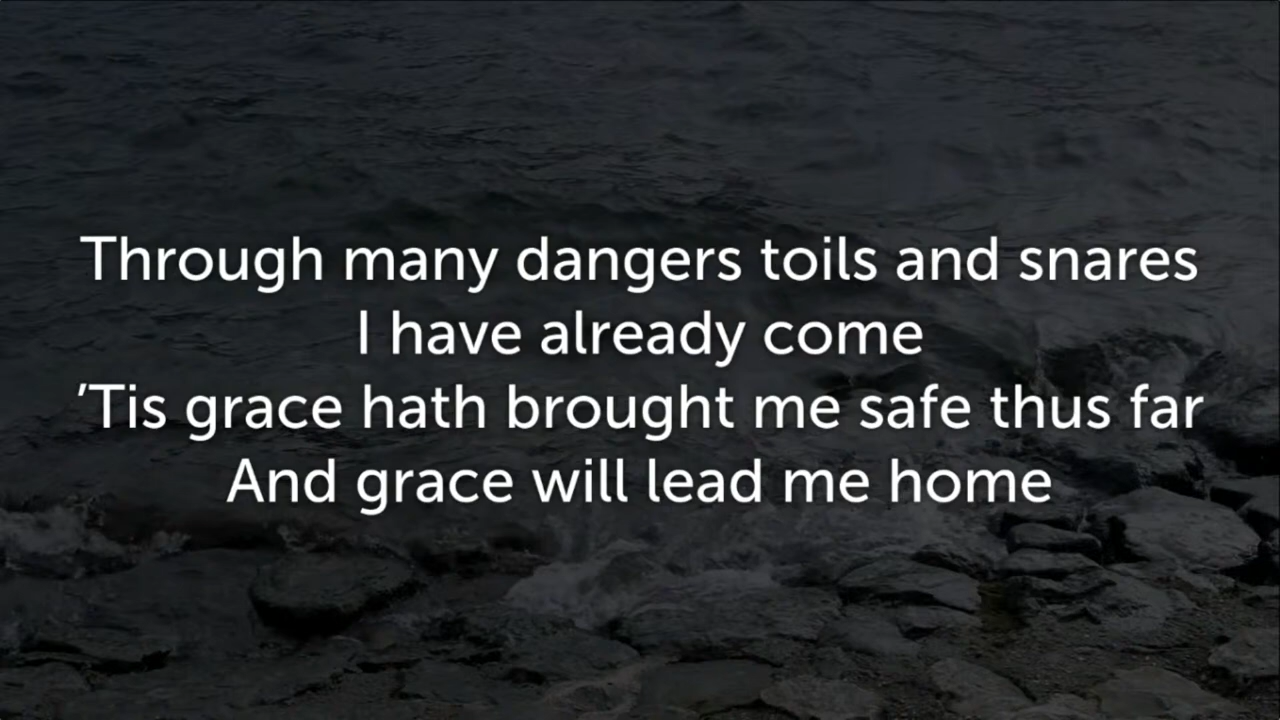 Through many dangers toils and snares
I have already come
’Tis grace hath brought me safe thus far
And grace will lead me home